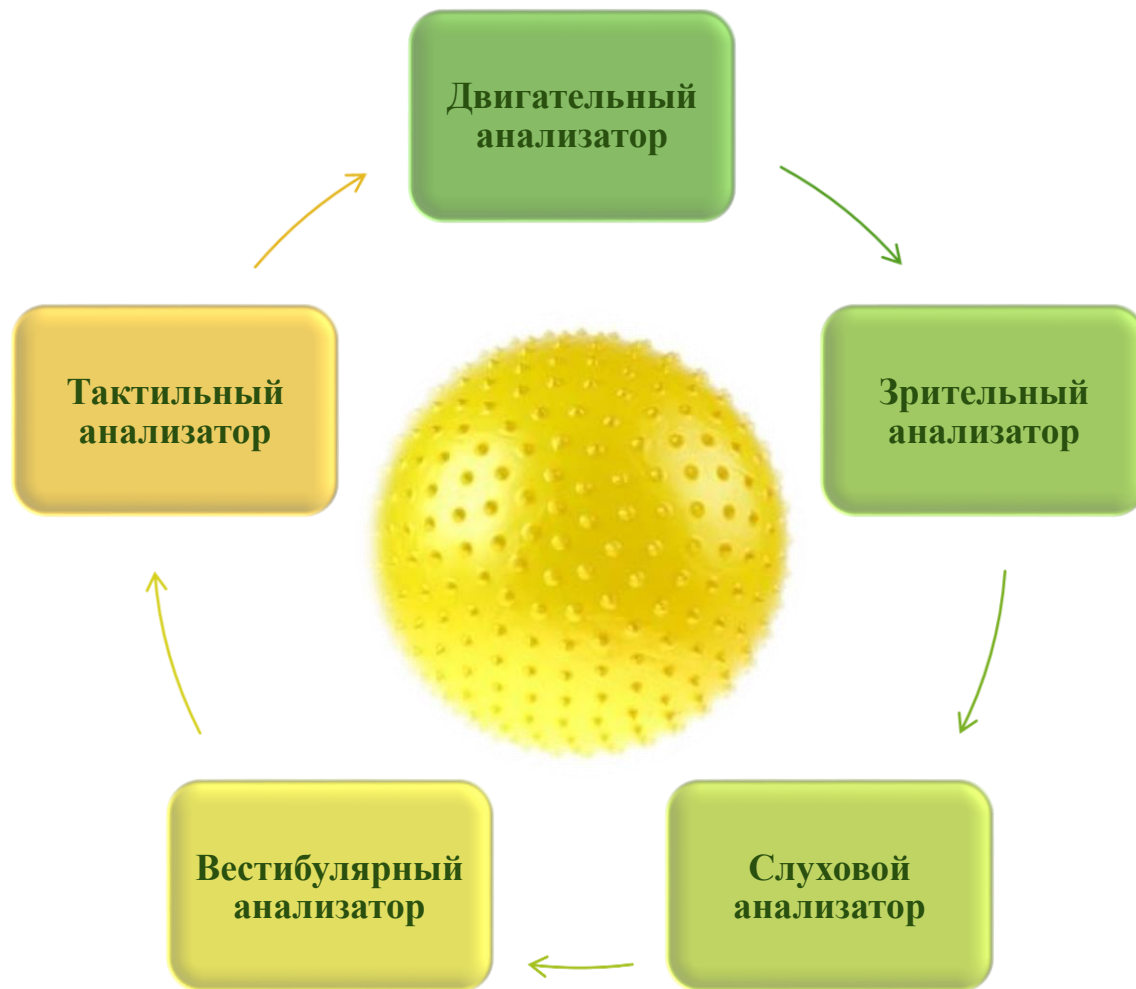 Двигательный
анализатор
Зрительный
анализатор
Слуховой
анализатор
Вестибулярный
анализатор
Тактильный
анализатор